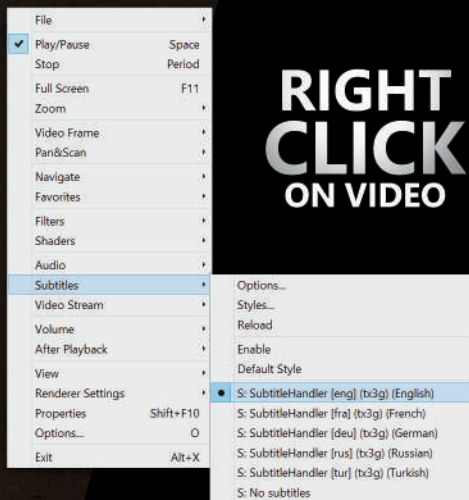 File
Play/Pause Space
Stop Period
Full Screen F11
Zoom
Video Frame
Pan&Scan
Navigate
Favorites
Filters
Shaders
Audio
Subtitles
Video Stream
Volume
After Playback
View
Renderer Settings
Properties Shift+F10
Options... O
Exit Alt+X
RIGHT
CLICK
ON VIDEO
Options...
Styles...
Reload
Enable
Default Style
S: SubtitleHandler [eng] (tx3g) (English)
S: SubtitleHandler [fra] (tx3g) (French)
S: SubtitleHandler [deu] (tx3g) (German)
S: SubtitleHandler [rus] (tx3g) (Russian)
S: SubtitleHandler [tur] (tx3g) (Turkish)
S: No subtitles